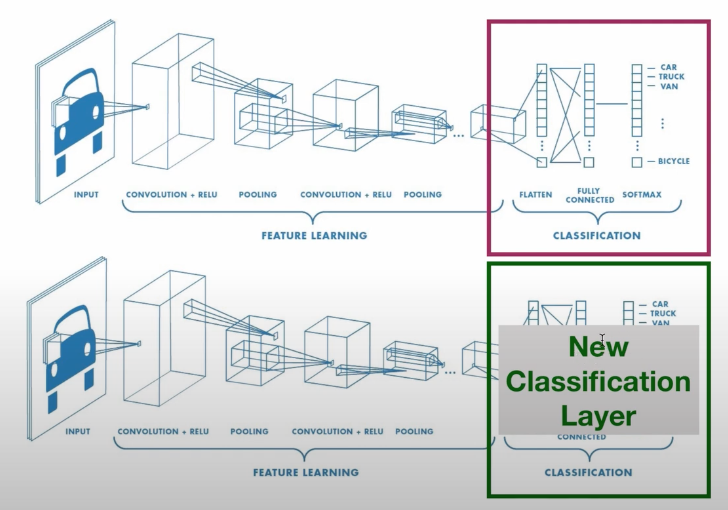 CAR
TRUCK
VAN
BICYCLE
INPUT
CONVOLUTION + RELU
POOLING
CONVOLUTION + RELU
POOLING
FLATTEN
FULLY
CONNECTED
SOFTMAX
FEATURE LEARNING
CLASSIFICATION
CAR
TRUCK
VAN
New
Classification
Layer
INPUT
CONVOLUTION + RELU
POOLING
CONVOLUTION + RELU
POOLING
CONNECTED
FEATURE LEARNING
CLASSIFICATION